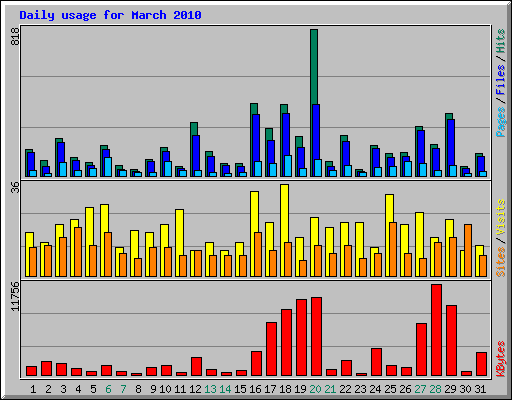 Daily usage for March 2010
818
Pages / Files / Hits
36
Sites / Visits
11756
KBytes
1 2 3 4 5 6 7 8 9 10 11 12 13 14 15 16 17 18 19 20 21 22 23 24 25 26 27 28 29 30 31